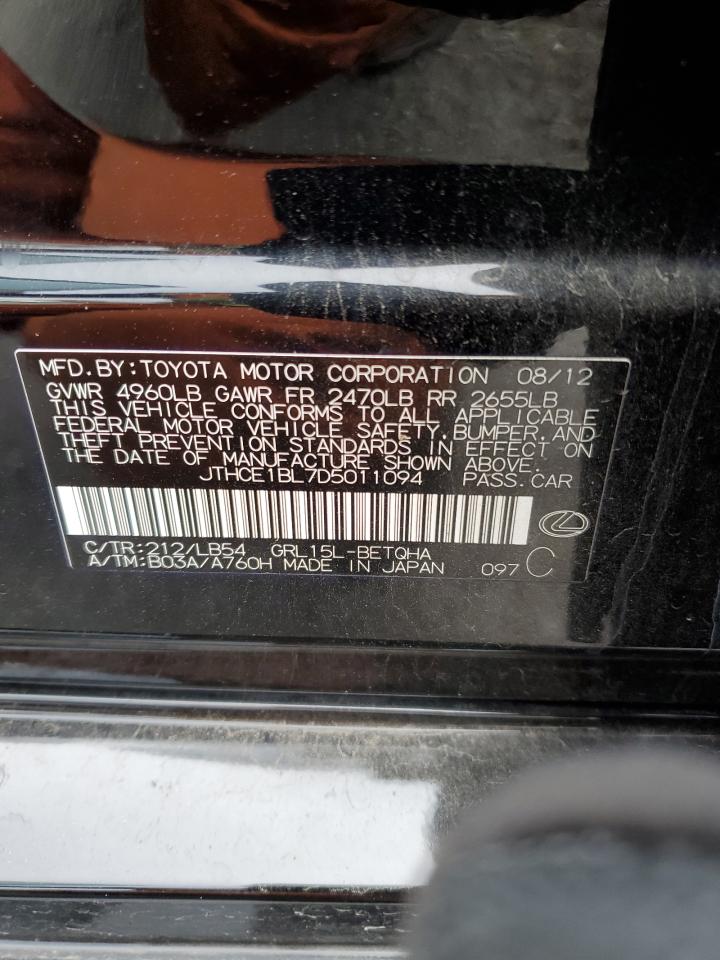 MFD.BY:TOYOTA MOTOR CORPORATION 08/12
GVWR 4960LB GAWR FR 2470LB RR 2655LB
THIS VEHICLE CONFORMS TO ALL APPLICABLE
FEDERAL MOTOR VEHICLE SAFETY,BUMPER,AND
THEFT PREVENTION STANDARDS IN EFFECT ON
THE DATE OF MANUFACTURE SHOWN ABOVE.
JTHCE1BL7D5011094 PASS.CAR
C/TR:212/LB54 GRL15L-BETQHA
A/TM:B03A/A760H MADE IN JAPAN 097 C